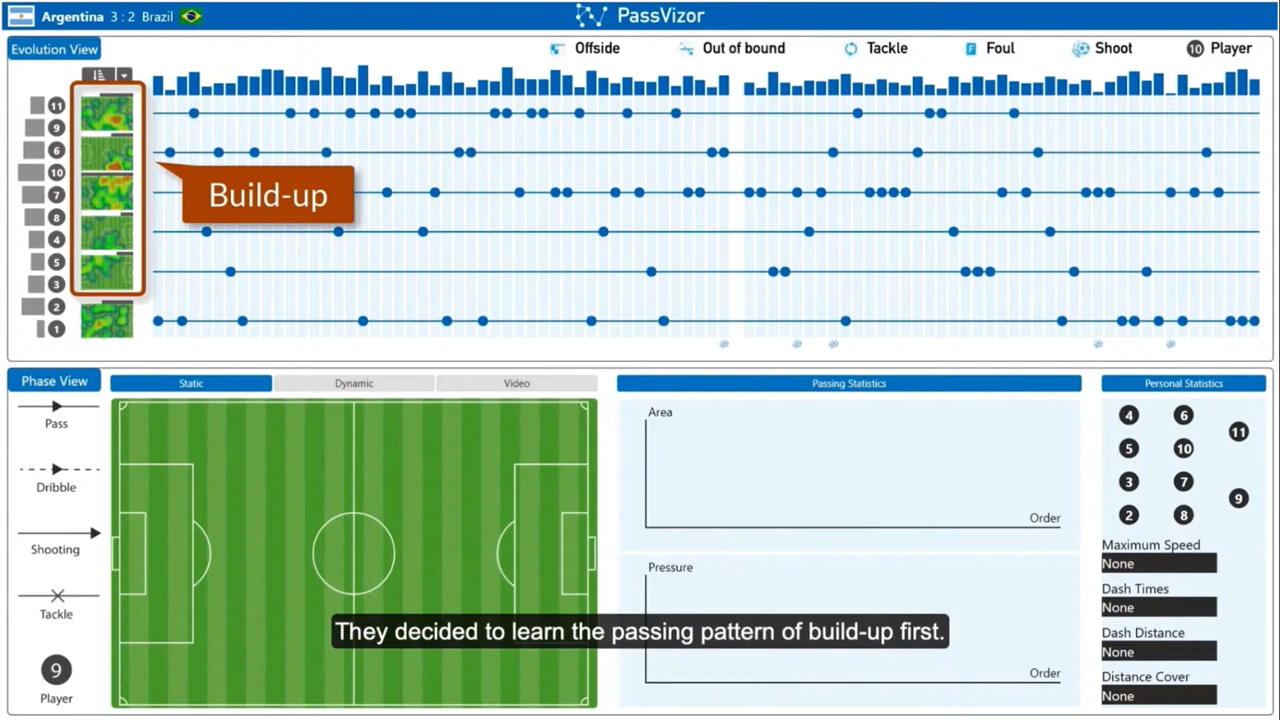 Argentina 3 : 2 Brazil
PassVizor
Evolution View
Offside
Out of bound
Tackle
F Foul
Shoot
10 Player
11
9
6
10
7
8
4
5
3
2
1
Build-up
Phase View
Pass
Dribble
Shooting
Tackle
9
Player
Static
Dynamic
Video
Passing Statistics
Area
Order
Pressure
Order
They decided to learn the passing pattern of build-up first.
Personal Statistics
4 6
11
5 10
3 7
9
2 8
Maximum Speed
None
Dash Times
None
Dash Distance
None
Distance Cover
None